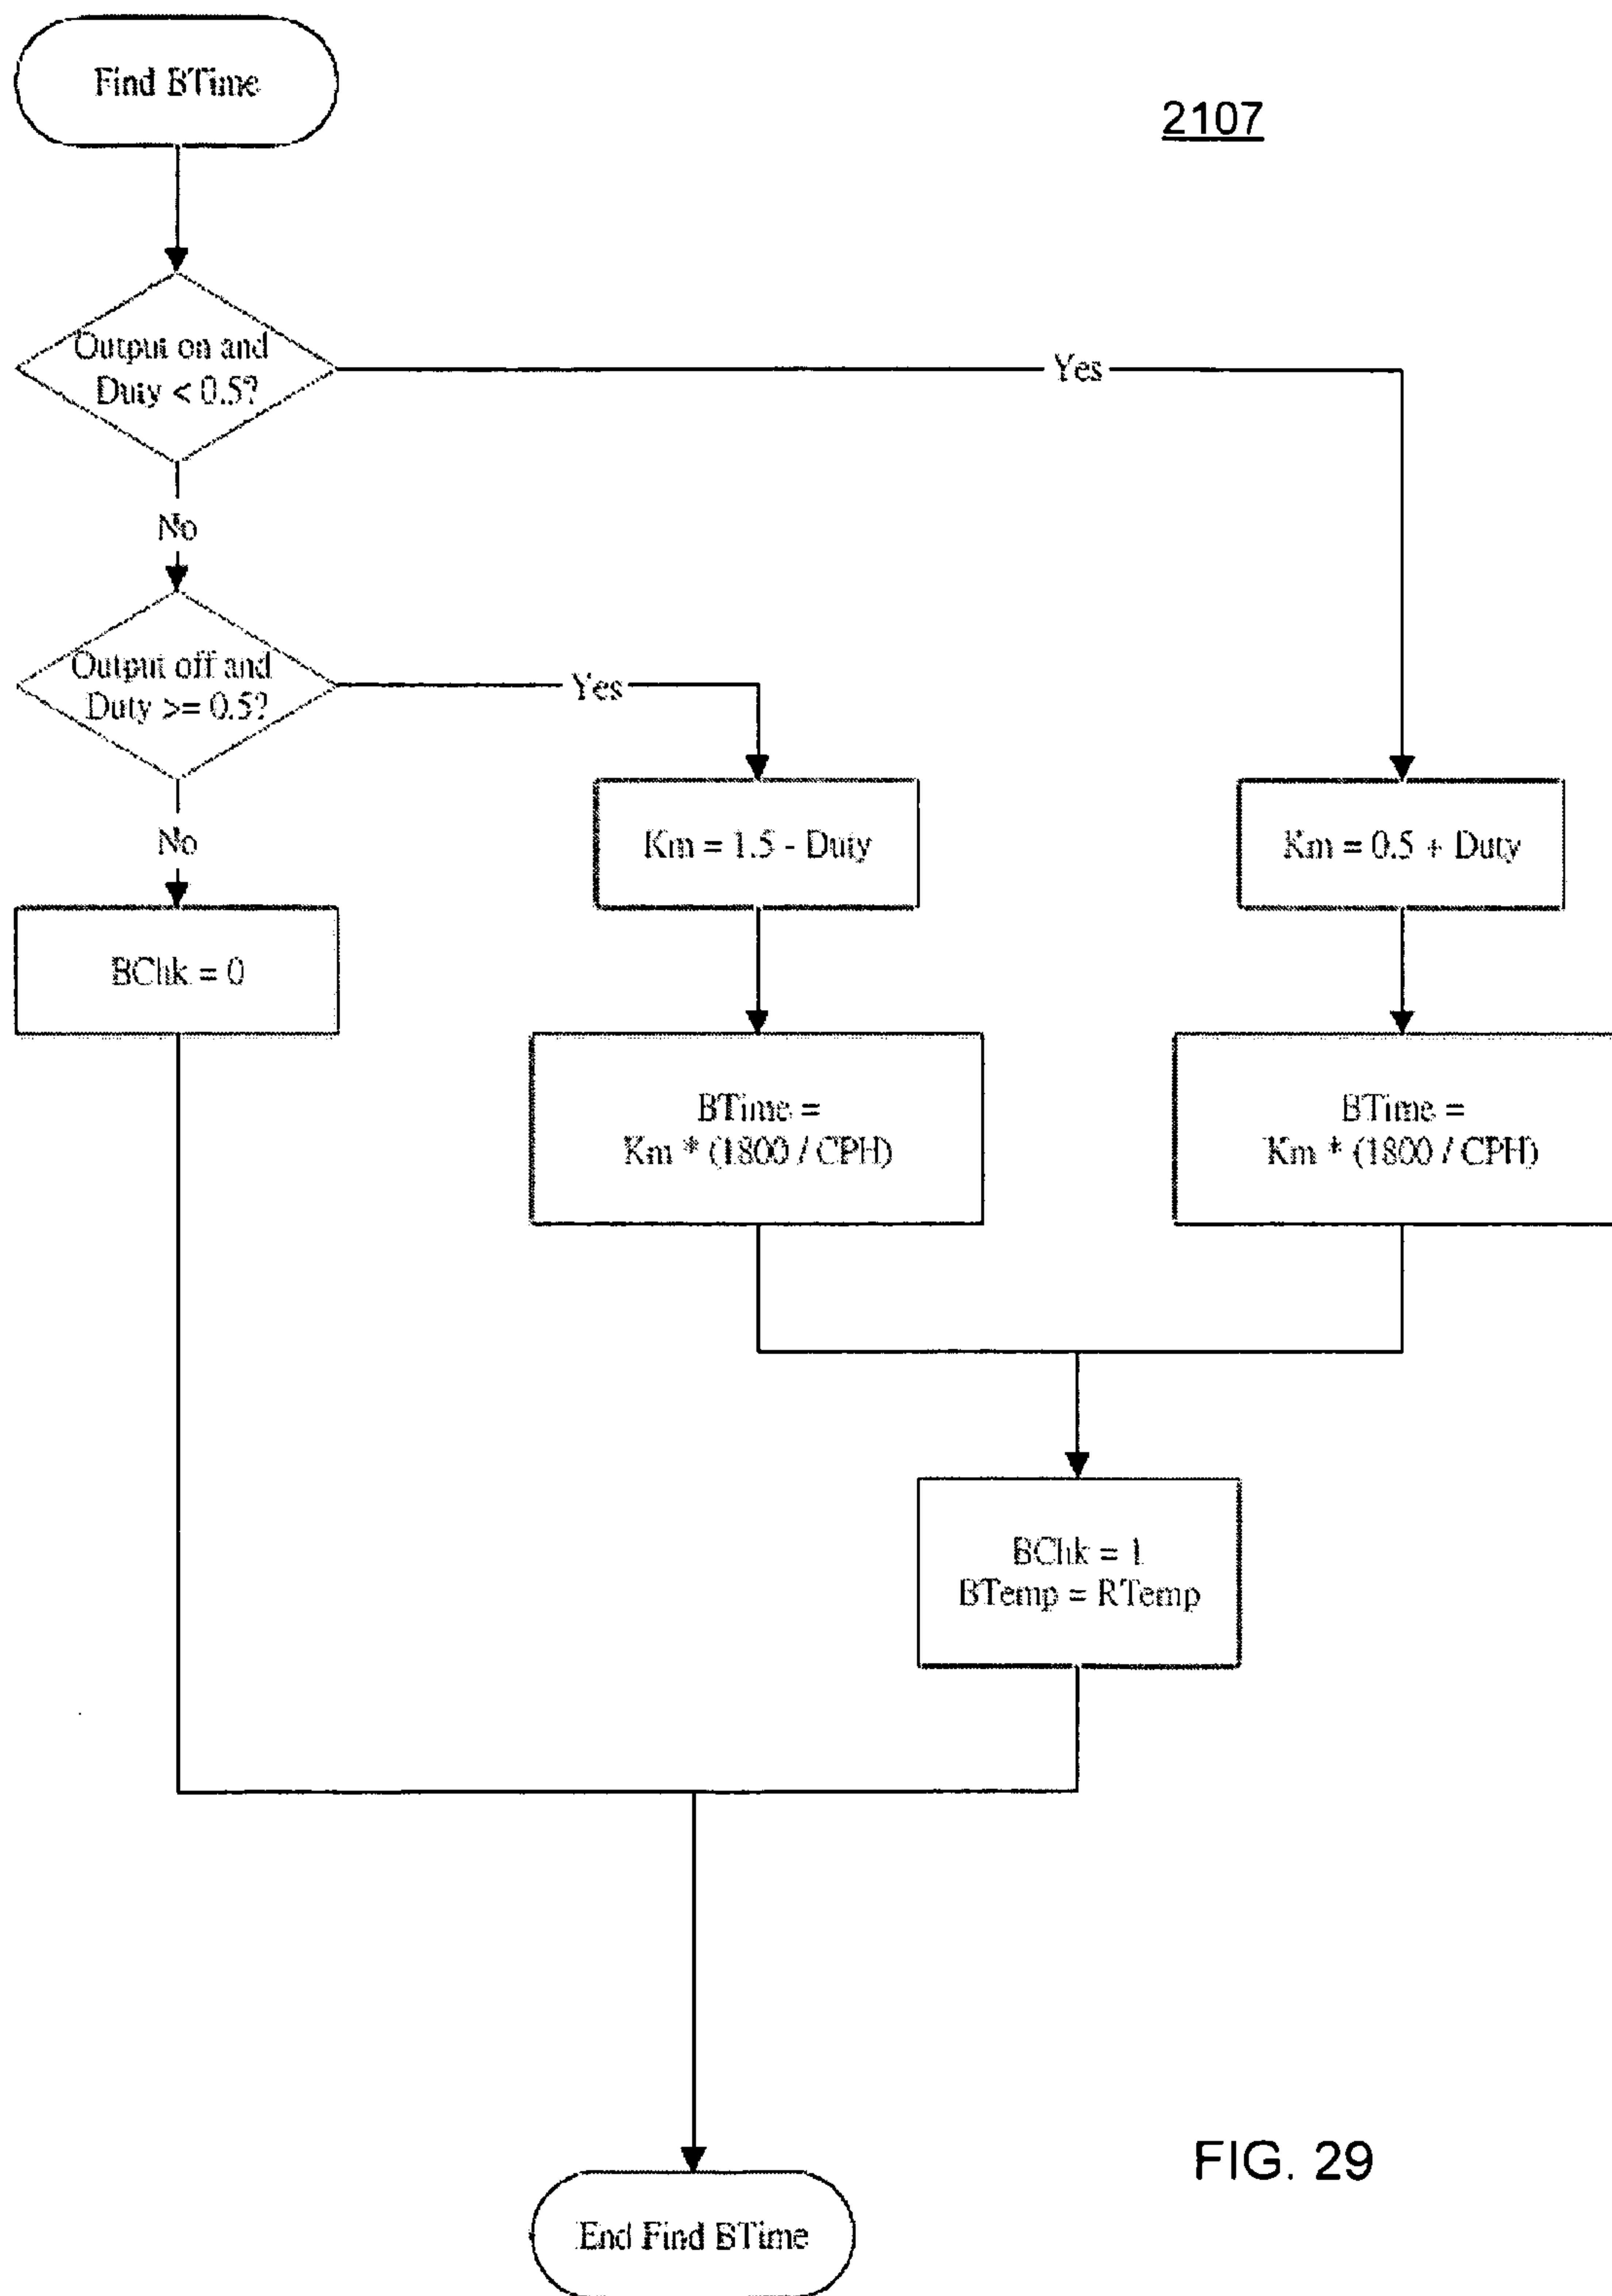 Find BTime
2107
Output on and
Duty < 0.5?
Yes
No
Output off and
Duty >= 0.5?
Yes
No
Km = 1.5 - Duty
Km = 0.5 + Duty
BChk = 0
BTime =
Km * (1800 / CPH)
BTime =
Km * (1800 / CPH)
BChk = 1
BTemp = RTemp
FIG. 29
End Find BTime